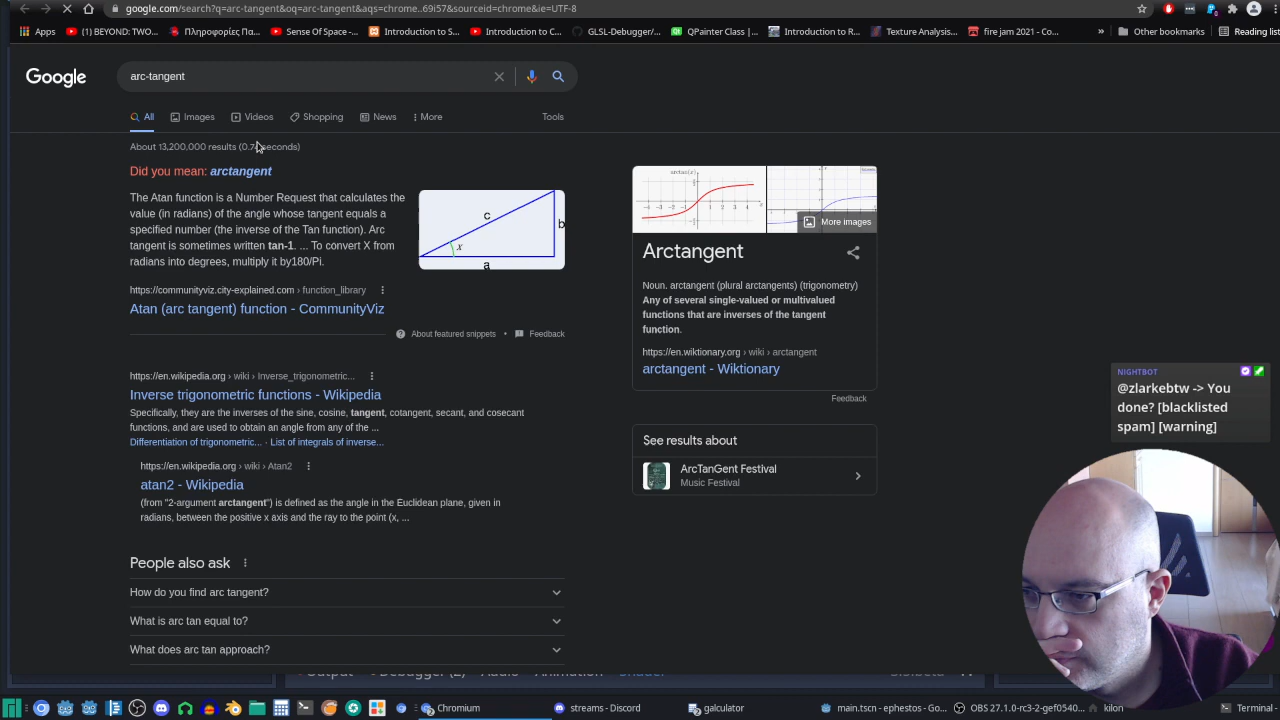 google.com/search?q=arc-tangent&oq=arc-tangent&aqs=chrome..69i57&sourceid=chrome&ie=UTF-8
Apps
(1) BEYOND: TWO...
Πληροφορίες Πα...
Sense Of Space -...
Introduction to S...
Introduction to C...
GLSL-Debugger/...
QPainter Class |...
Introduction to R...
Texture Analysis...
fire jam 2021 - Co...
»
Other bookmarks
Reading list
Google
arc-tangent
All
Images
Videos
Shopping
News
More
Tools
About 13,200,000 results
Did you mean: arctangent
The Atan function is a Number Request that calculates the
value (in radians) of the angle whose tangent equals a
specified number (the inverse of the Tan function). Arc
tangent is sometimes written tan-1. ... To convert X from
radians into degrees, multiply it by180/Pi.
c
b
x
a
https://communityviz.city-explained.com › function_library
Atan (arc tangent) function - CommunityViz
About featured snippets
•
Feedback
https://en.wikipedia.org › wiki › Inverse_trigonometric...
Inverse trigonometric functions - Wikipedia
Specifically, they are the inverses of the sine, cosine, tangent, cotangent, secant, and cosecant
functions, and are used to obtain an angle from any of the ...
Differentiation of trigonometric... · List of integrals of inverse...
https://en.wikipedia.org › wiki › Atan2
atan2 - Wikipedia
(from "2-argument arctangent") is defined as the angle in the Euclidean plane, given in
radians, between the positive x axis and the ray to the point (x, ...
People also ask
How do you find arc tangent?
What is arc tan equal to?
What does arc tan approach?
arctan(x)
More images
Arctangent
Noun. arctangent (plural arctangents) (trigonometry)
Any of several single-valued or multivalued
functions that are inverses of the tangent
function.
https://en.wiktionary.org › wiki › arctangent
arctangent - Wiktionary
Feedback
See results about
ArcTanGent Festival
Music Festival
NIGHTBOT
@zlarkebtw -> You
done? [blacklisted
spam] [warning]
Chromium
streams - Discord
galculator
main.tscn - ephestos - Go...
OBS 27.1.0-rc3-2-gef0540...
kilon
Terminal -